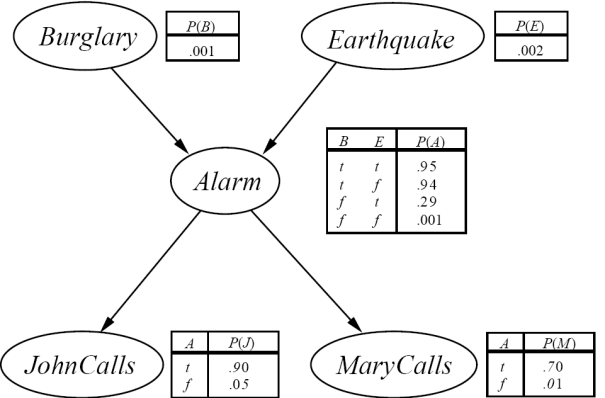 Burglary
P(B)
.001
Earthquake
P(E)
.002
Alarm
B E P(A)
t t .95
t f .94
f t .29
f f .001
JohnCalls
A P(J)
t .90
f .05
MaryCalls
A P(M)
t .70
f .01